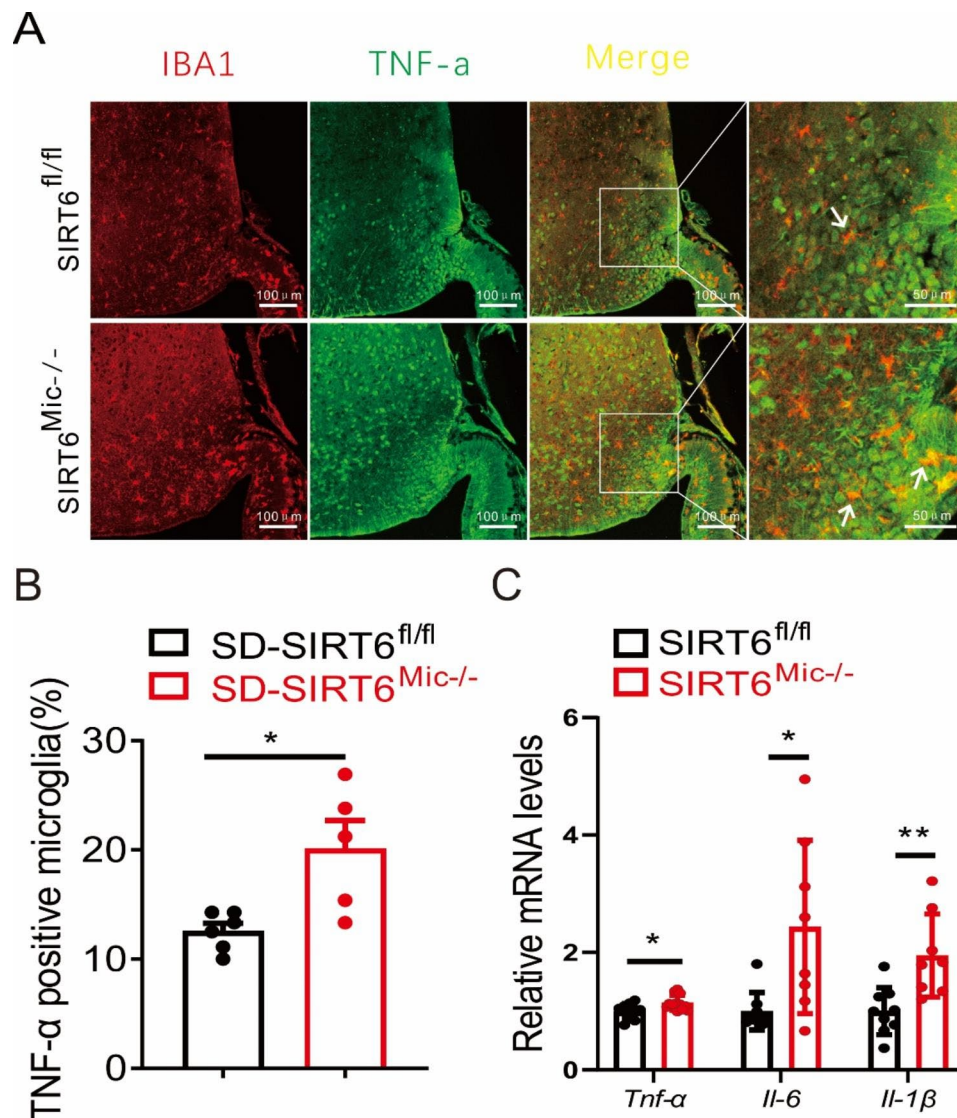 A
IBA1 TNF-a Merge
SIRT6fl/fl
100 μm 100 μm 100 μm 50 μm
SIRT6Mic-/-
100 μm 100 μm 100 μm 50 μm
B
SD-SIRT6fl/fl
SD-SIRT6Mic-/-
TNF-α positive microglia(%)
30
20
10
0
*
C
SIRT6fl/fl
SIRT6Mic-/-
Relative mRNA levels
6
4
2
0
*
*
**
Tnf-α Il-6 Il-1β